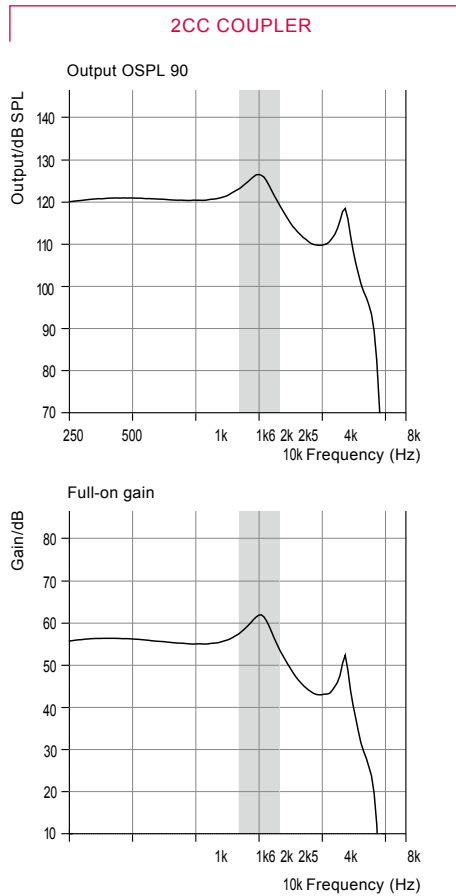 2CC COUPLER
Output OSPL 90
Output/dB SPL
140
130
120
110
100
90
80
70
250 500 1k 1k6 2k 2k5 4k 8k
10k Frequency (Hz)
Full-on gain
Gain/dB
80
70
60
50
40
30
20
10
1k 1k6 2k 2k5 4k 8k
10k Frequency (Hz)